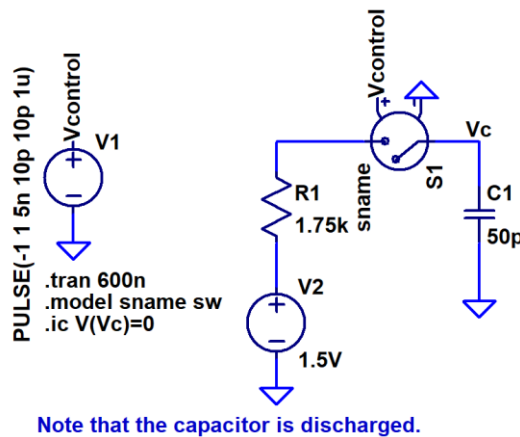 PULSE(-1 1 5n 10p 10p 1u)
Vcontrol
V1
+
−
.tran 600n
.model sname sw
.ic V(Vc)=0
Vcontrol
+
sname
S1
Vc
R1
1.75k
C1
50p
V2
+
−
1.5V
Note that the capacitor is discharged.